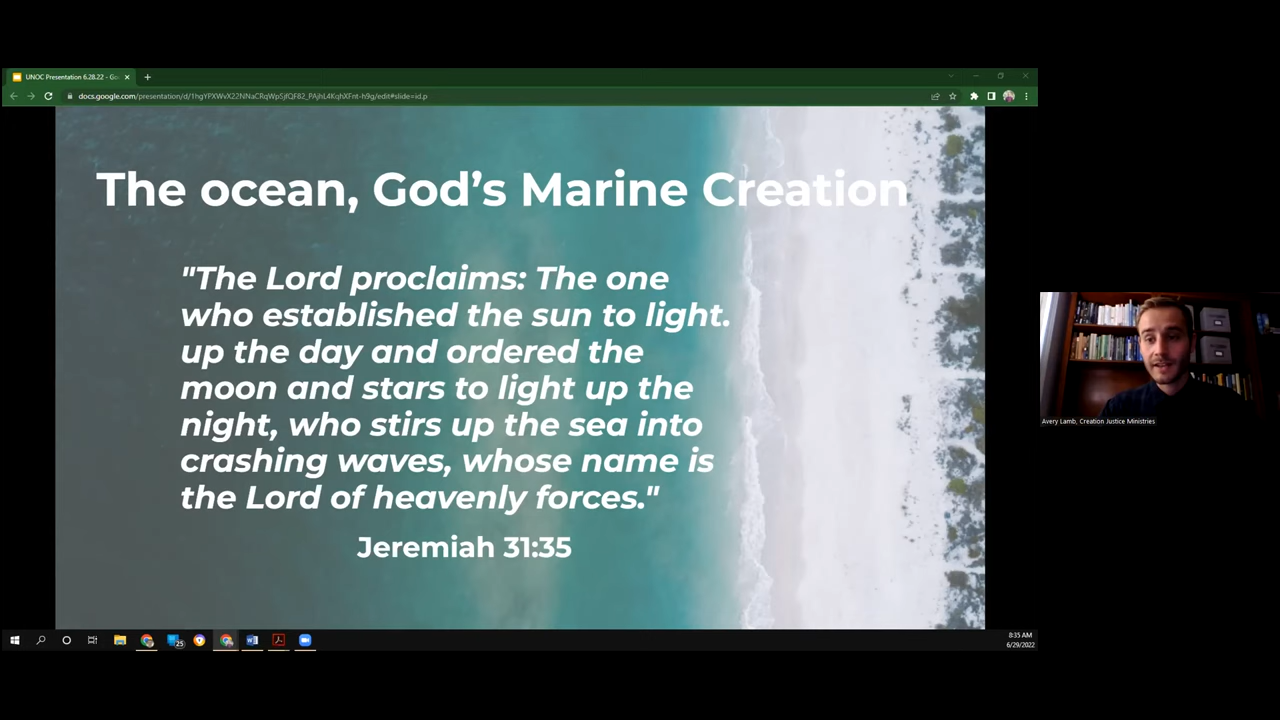 UNOC Presentation 6.28.22 - Go
docs.google.com/presentation/d/1hgYPXWvX22NNaCRqWpSjfQF82_PAjhL4KqhXFnt-h9g/edit#slide=id.p
The ocean, God's Marine Creation
"The Lord proclaims: The one
who established the sun to light.
up the day and ordered the
moon and stars to light up the
night, who stirs up the sea into
crashing waves, whose name is
the Lord of heavenly forces."
Jeremiah 31:35
Avery Lamb, Creation Justice Ministries
25
8:35 AM
6/29/2022